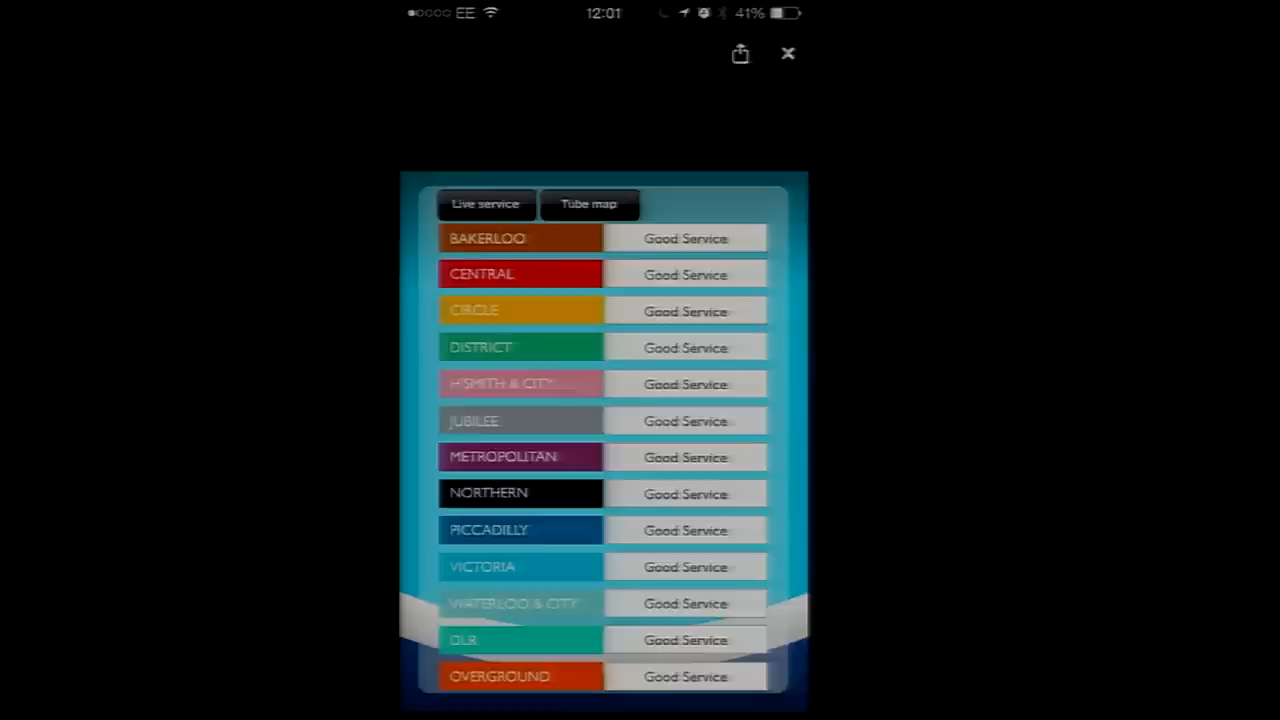 EE 12:01 41%
Live service Tube map
BAKERLOO Good Service
CENTRAL Good Service
CIRCLE Good Service
DISTRICT Good Service
H'SMITH & CITY Good Service
JUBILEE Good Service
METROPOLITAN Good Service
NORTHERN Good Service
PICCADILLY Good Service
VICTORIA Good Service
WATERLOO & CITY Good Service
DLR Good Service
OVERGROUND Good Service